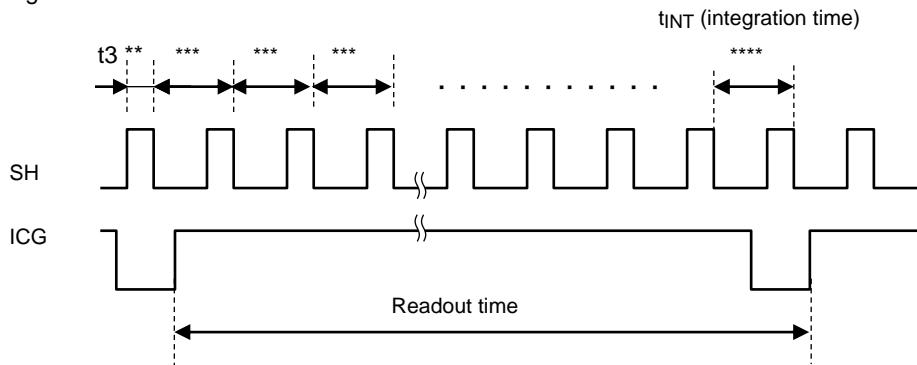 tINT (integration time)
t3 ** *** *** *** ****
. . . . . . . . . . .
SH
ICG
Readout time